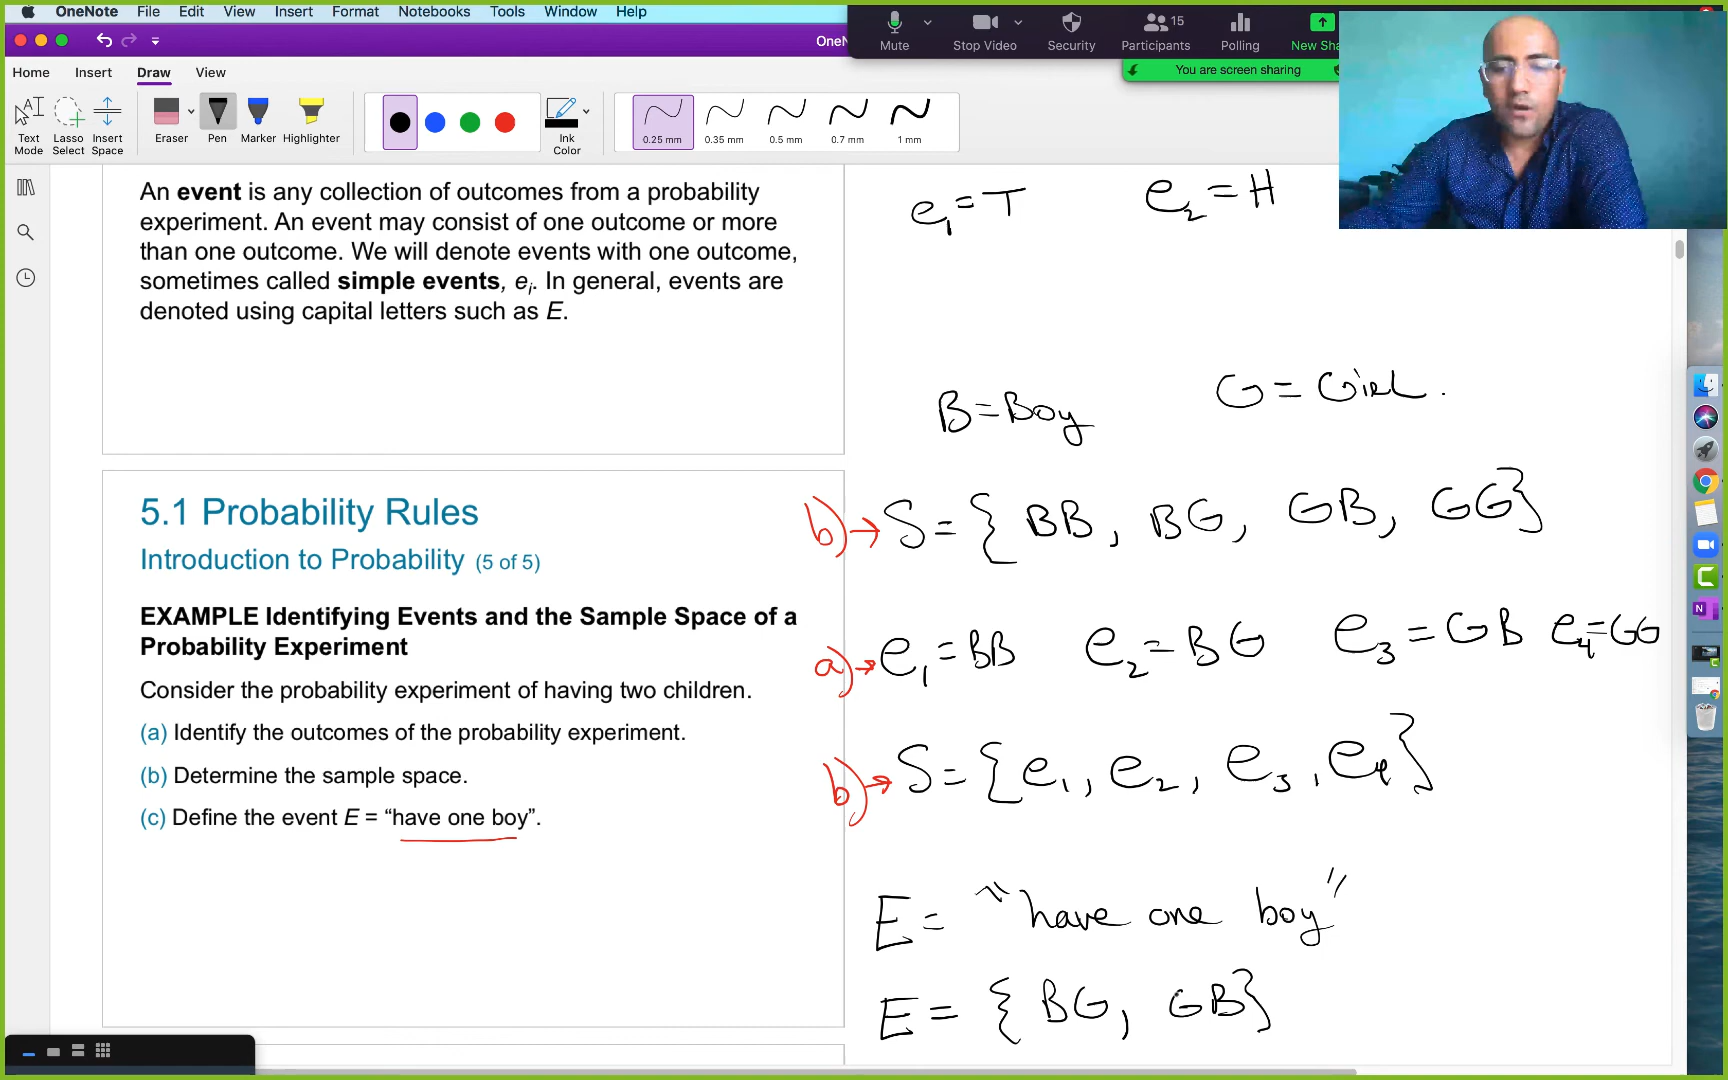 OneNote File Edit View Insert Format Notebooks Tools Window Help
Mute Stop Video Security 15 Participants Polling New Sha
OneN
You are screen sharing
Home Insert Draw View
Text Mode Lasso Select Insert Space Eraser Pen Marker Highlighter Ink Color 0.25 mm 0.35 mm 0.5 mm 0.7 mm 1 mm
An event is any collection of outcomes from a probability
experiment. An event may consist of one outcome or more
than one outcome. We will denote events with one outcome,
sometimes called simple events, eᵢ. In general, events are
denoted using capital letters such as E.
e₁ = T e₂ = H
B = Boy G = Girl.
5.1 Probability Rules
Introduction to Probability (5 of 5)
EXAMPLE Identifying Events and the Sample Space of a
Probability Experiment
Consider the probability experiment of having two children.
(a) Identify the outcomes of the probability experiment.
(b) Determine the sample space.
(c) Define the event E = “have one boy”.
b) → S = { BB, BG, GB, GG}
a) → e₁ = BB e₂ = BG e₃ = GB e₄ = GG
b) → S = {e₁, e₂, e₃, e₄}
E = "have one boy"
E = { BG, GB}